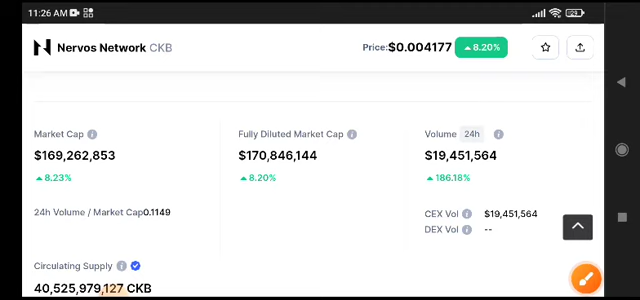 11:26 AM
Nervos Network CKB
Price:$0.004177 8.20%
Market Cap
$169,262,853
8.23%
24h Volume / Market Cap0.1149
Fully Diluted Market Cap
$170,846,144
8.20%
Volume 24h
$19,451,564
186.18%
CEX Vol $19,451,564
DEX Vol --
Circulating Supply
40,525,979,127 CKB